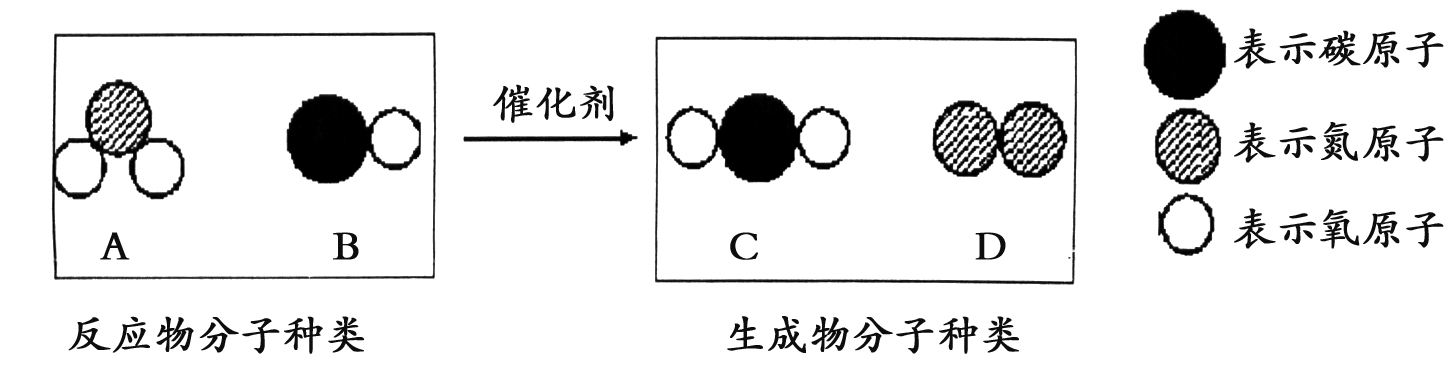 A
B
反应物分子种类
催化剂
C
D
生成物分子种类
表示碳原子
表示氮原子
表示氧原子